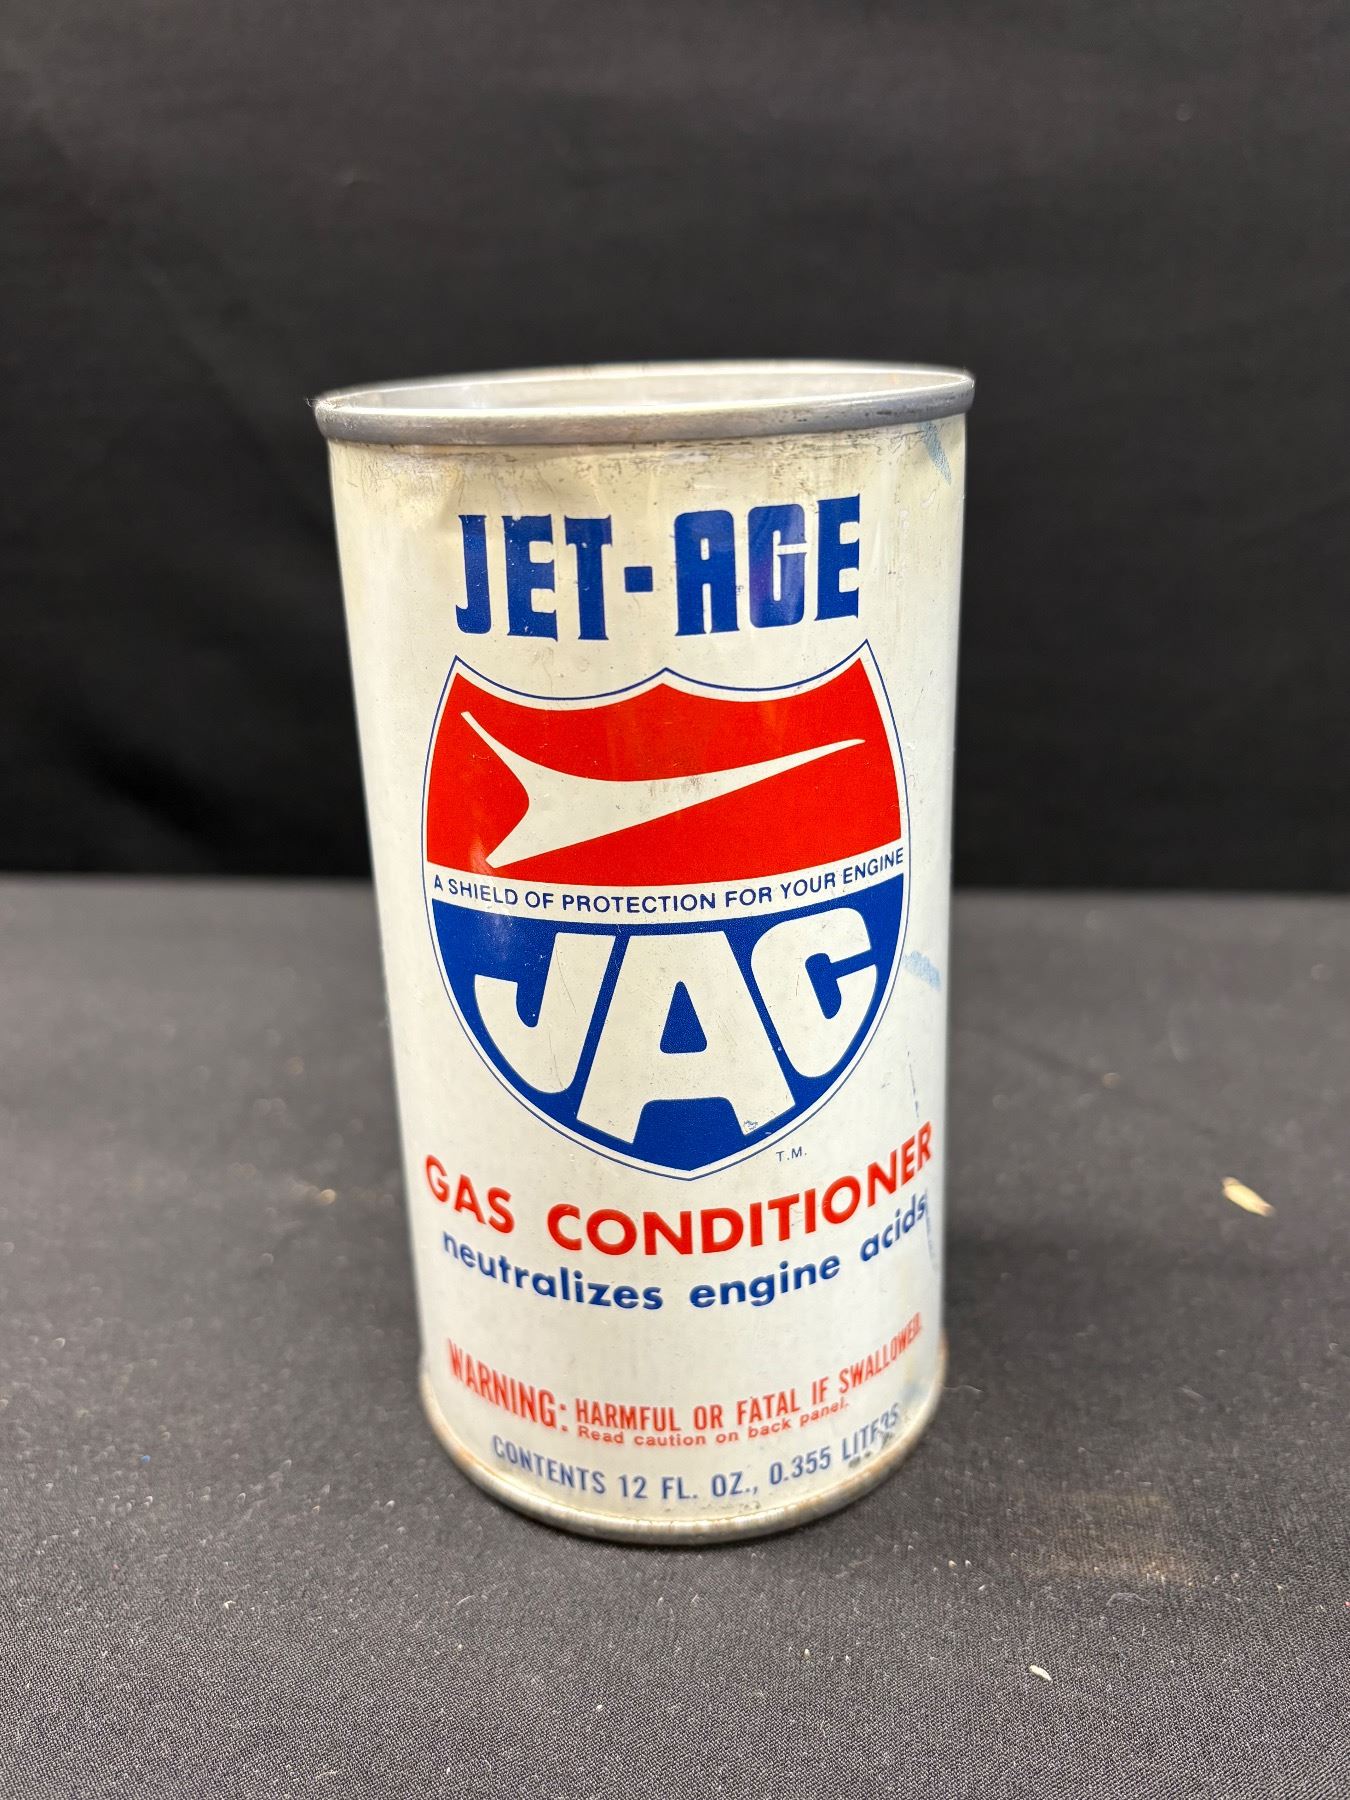 JET-AGE
A SHIELD OF PROTECTION FOR YOUR ENGINE
JAC
T.M.
GAS CONDITIONER
neutralizes engine acids
WARNING: HARMFUL OR FATAL IF SWALLOWED.
Read caution on back panel.
CONTENTS 12 FL. OZ., 0.355 LITERS